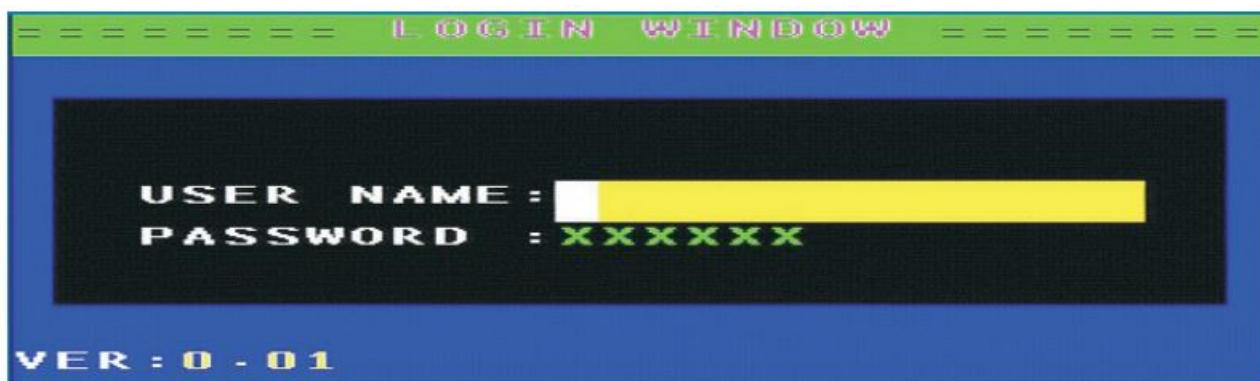 = = = = = = = = LOGIN WINDOW = = = = = = = =
USER NAME:
PASSWORD :XXXXXX
VER:0-01